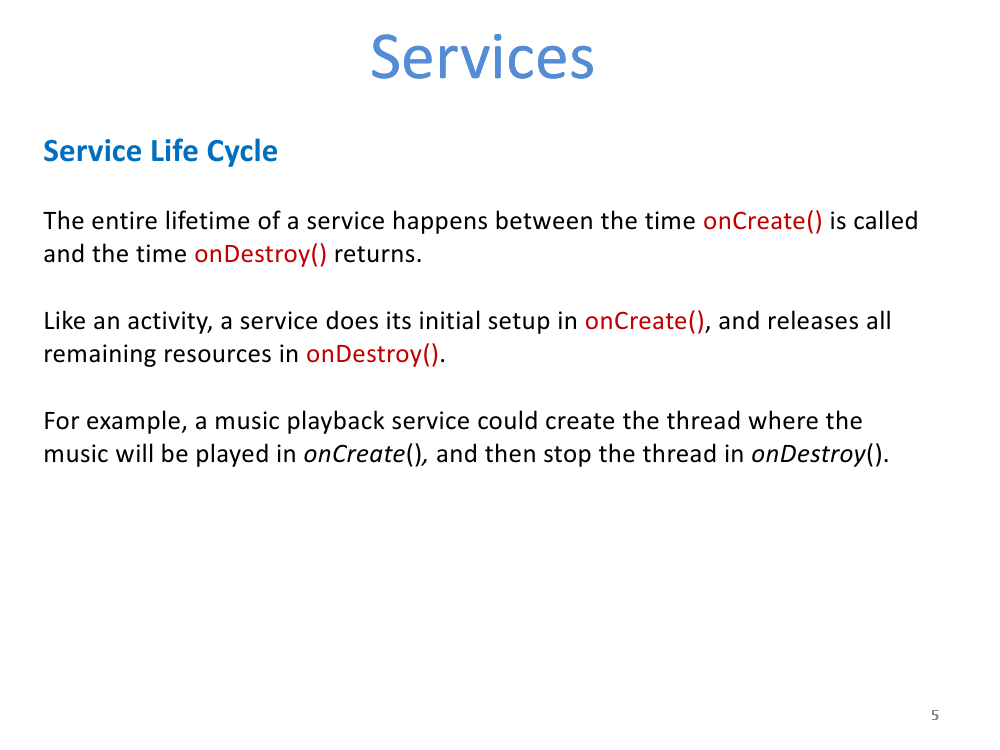 Services
Service Life Cycle
The entire lifetime of a service happens between the time onCreate() is called
and the time onDestroy() returns.
Like an activity, a service does its initial setup in onCreate(), and releases all
remaining resources in onDestroy().
For example, a music playback service could create the thread where the
music will be played in onCreate(), and then stop the thread in onDestroy().
5